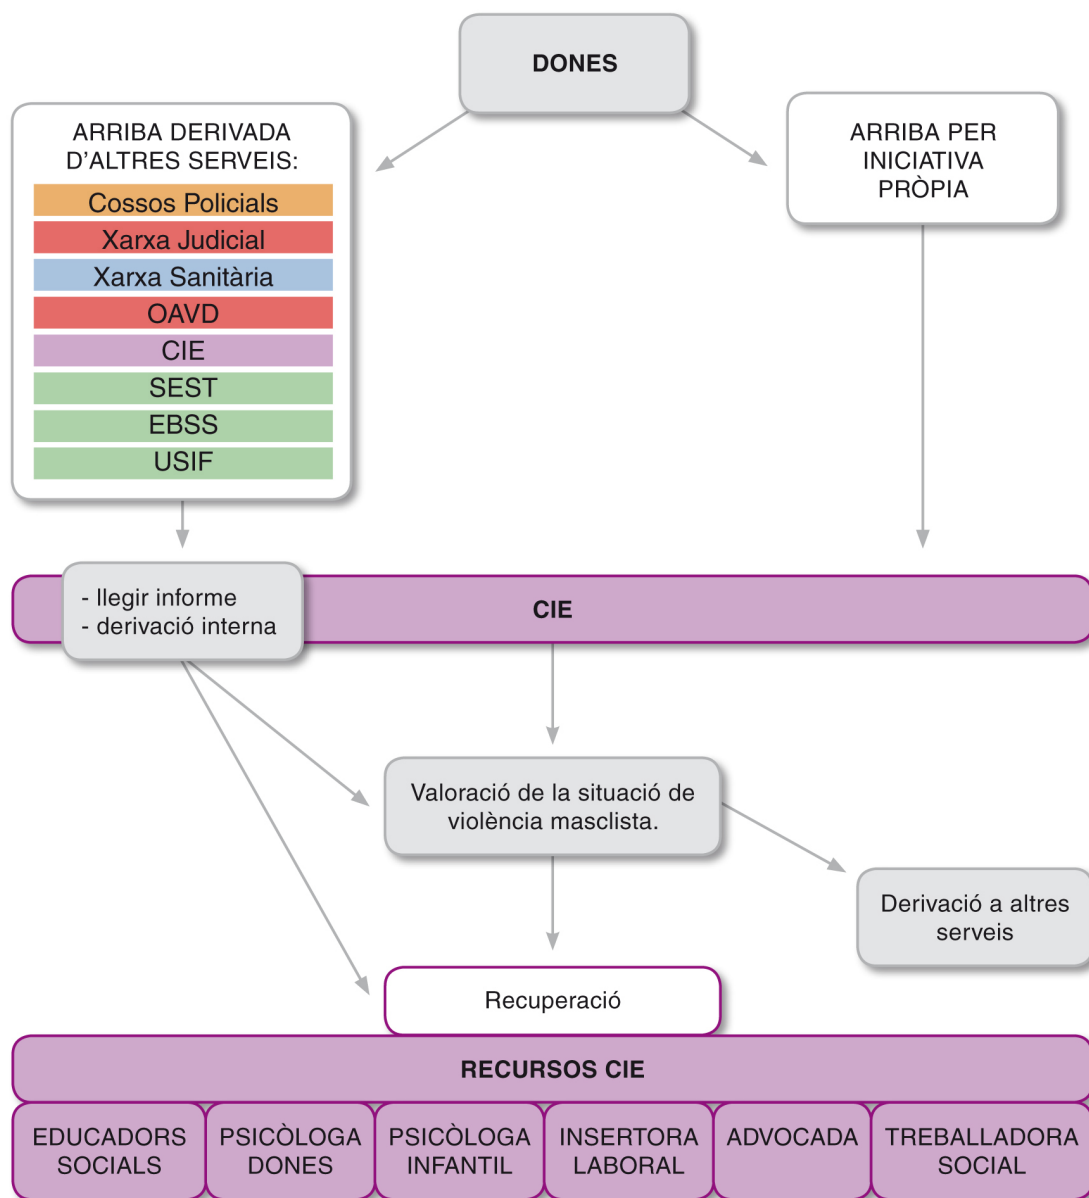 DONES
ARRIBA DERIVADA
D'ALTRES SERVEIS:
Cossos Policials
Xarxa Judicial
Xarxa Sanitària
OAVD
CIE
SEST
EBSS
USIF
ARRIBA PER
INICIATIVA
PRÒPIA
- llegir informe
- derivació interna
CIE
Valoració de la situació de
violència masclista.
Derivació a altres
serveis
Recuperació
RECURSOS CIE
EDUCADORS
SOCIALS
PSICÒLOGA
DONES
PSICÒLOGA
INFANTIL
INSERTORA
LABORAL
ADVOCADA
TREBALLADORA
SOCIAL